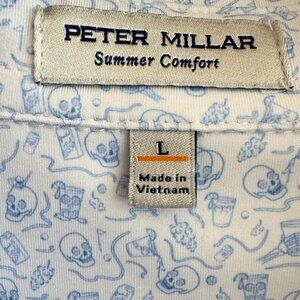 PETER MILLAR
Summer Comfort
L
Made in
Vietnam